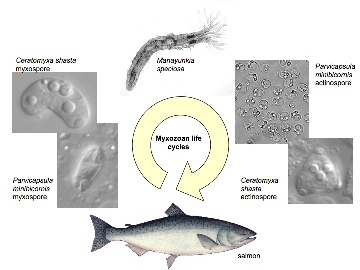 Ceratomyxa shasta
myxospore
Manayunkia
speciosa
Parvicapsula
minibicornis
actinospore
Myxozoan life
cycles
Parvicapsula
minibicornis
myxospore
Ceratomyxa
shasta
actinospore
salmon